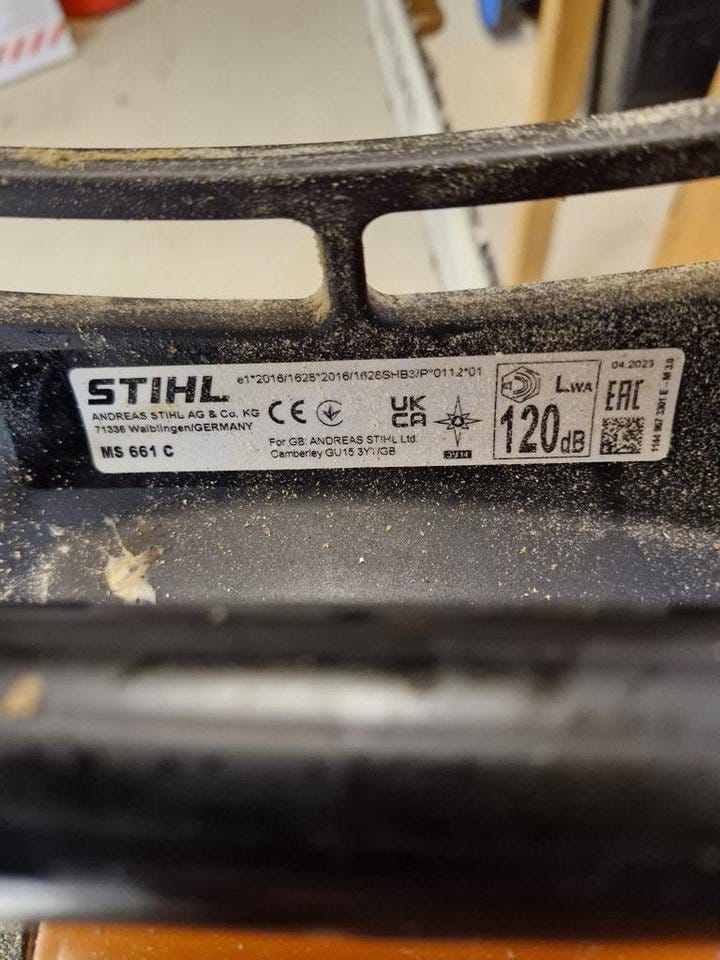 STIHL
ANDREAS STIHL AG & Co. KG
71336 Waiblingen/GERMANY
MS 661 C
e1*2016/1628*2016/1628SHB3/P*0112*01
CE
UK
CA
For GB: ANDREAS STIHL Ltd.
Camberley GU15 3YT/GB
3V14
LWA
120dB
04.2023
EAC